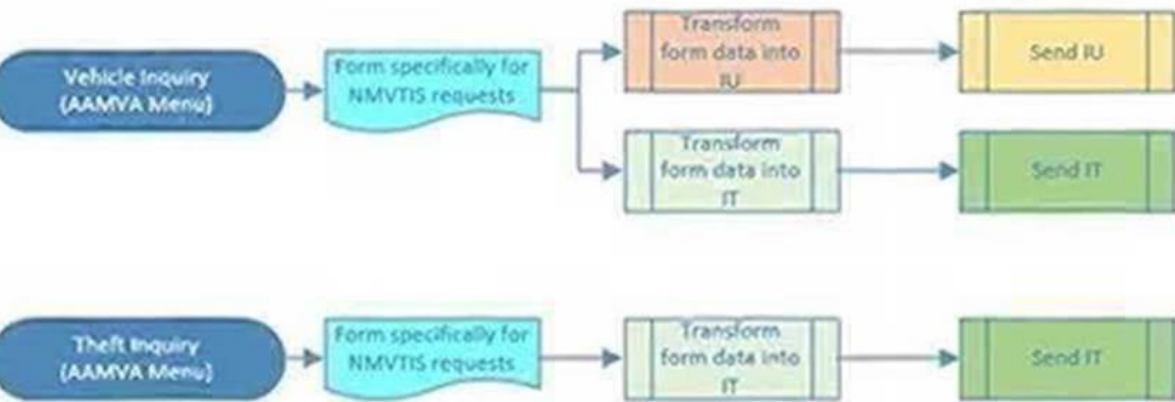 Vehicle Inquiry
(AAMVA Menu)
Form specifically for
NMVTIS requests
Transform
form data into
IU
Send IU
Transform
form data into
IT
Send IT
Theft Inquiry
(AAMVA Menu)
Form specifically for
NMVTIS requests
Transform
form data into
IT
Send IT